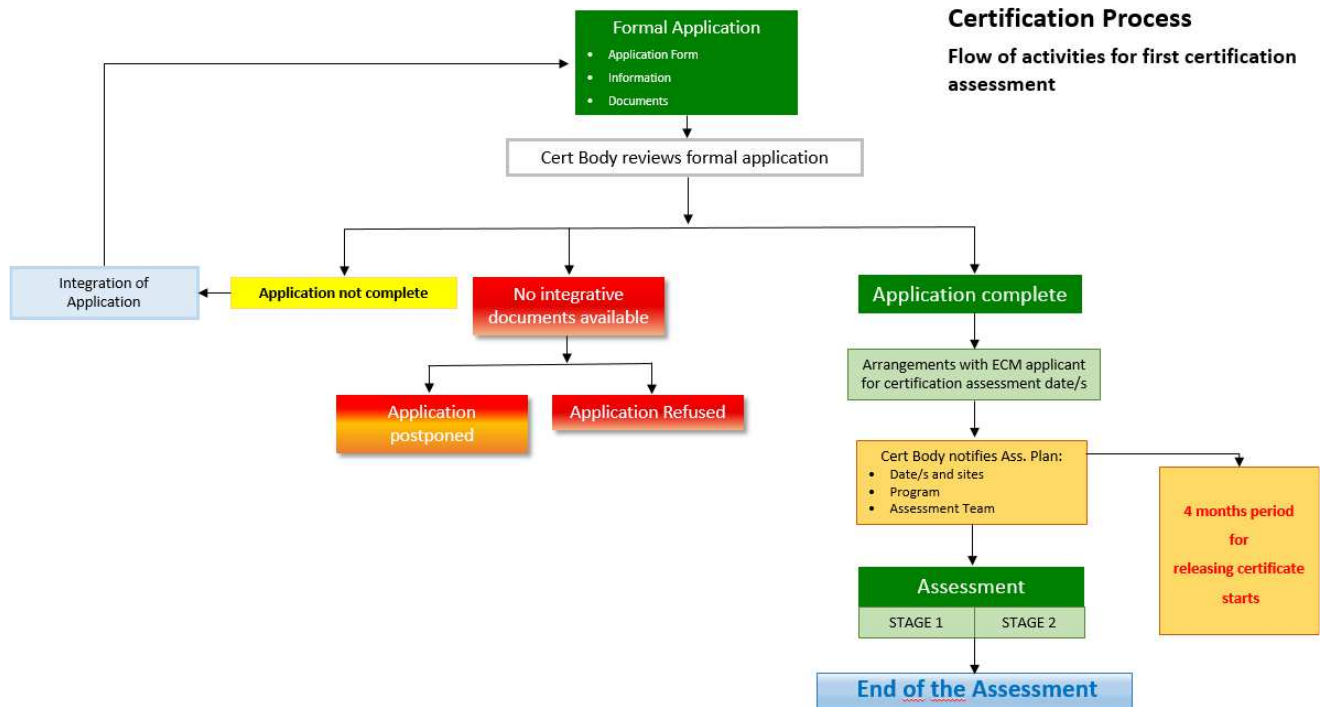 Certification Process
Flow of activities for first certification
assessment
Formal Application
• Application Form
• Information
• Documents
Cert Body reviews formal application
Integration of
Application
Application not complete
No integrative
documents available
Application complete
Application
postponed
Application Refused
Arrangements with ECM applicant
for certification assessment date/s
Cert Body notifies Ass. Plan:
• Date/s and sites
• Program
• Assessment Team
4 months period
for
releasing certificate
starts
Assessment
STAGE 1
STAGE 2
End of the Assessment